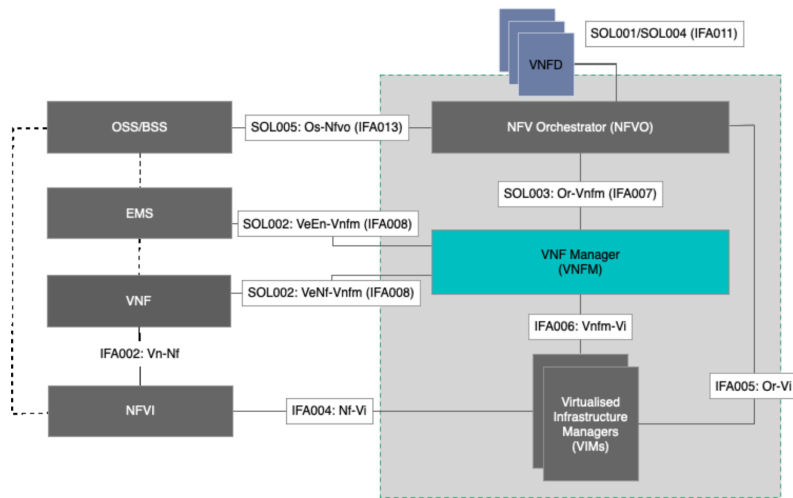 SOL001/SOL004 (IFA011)
VNFD
OSS/BSS
SOL005: Os-Nfvo (IFA013)
NFV Orchestrator (NFVO)
SOL003: Or-Vnfm (IFA007)
EMS
SOL002: VeEn-Vnfm (IFA008)
VNF Manager
(VNFM)
VNF
SOL002: VeNf-Vnfm (IFA008)
IFA006: Vnfm-Vi
IFA002: Vn-Nf
IFA005: Or-Vi
NFVI
IFA004: Nf-Vi
Virtualised
Infrastructure
Managers
(VIMs)